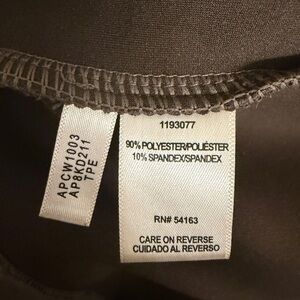 APCW1003
AP8KD211
TPE
1193077
90% POLYESTER/POLIÉSTER
10% SPANDEX/SPANDEX
RN# 54163
CARE ON REVERSE
CUIDADO AL REVERSO